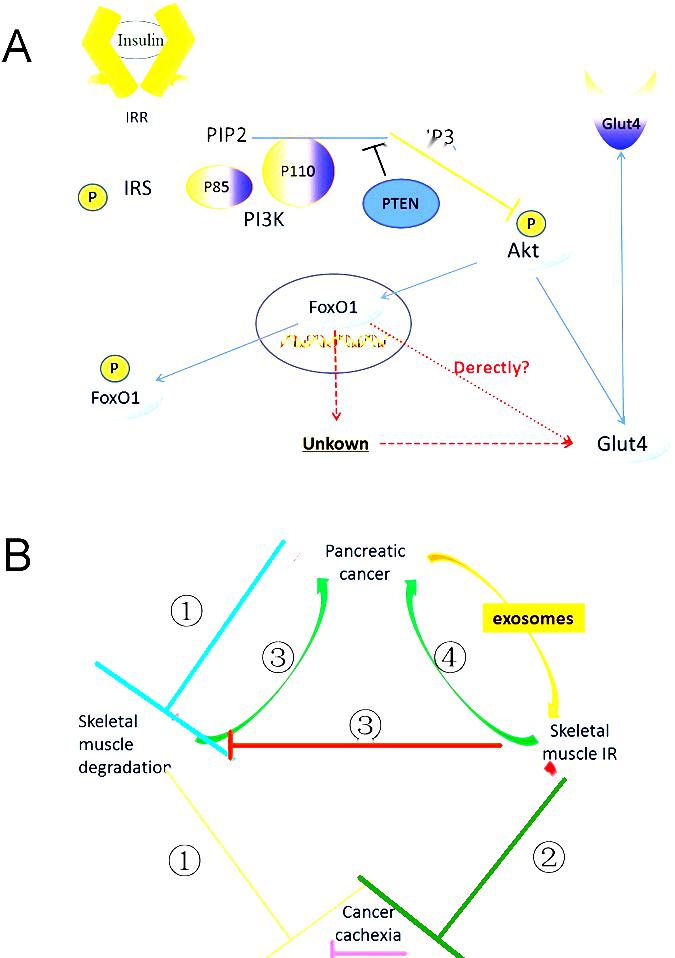 A
Insulin
IRR
PIP2
Glut4
P
IRS
P85
P110
PI3K
PTEN
P
Akt
FoxO1
P
FoxO1
Derectly?
Unkown
Glut4
B
Pancreatic
cancer
①
exosomes
③
④
③
Skeletal
muscle
degradation
Skeletal
muscle IR
①
②
Cancer
cachexia